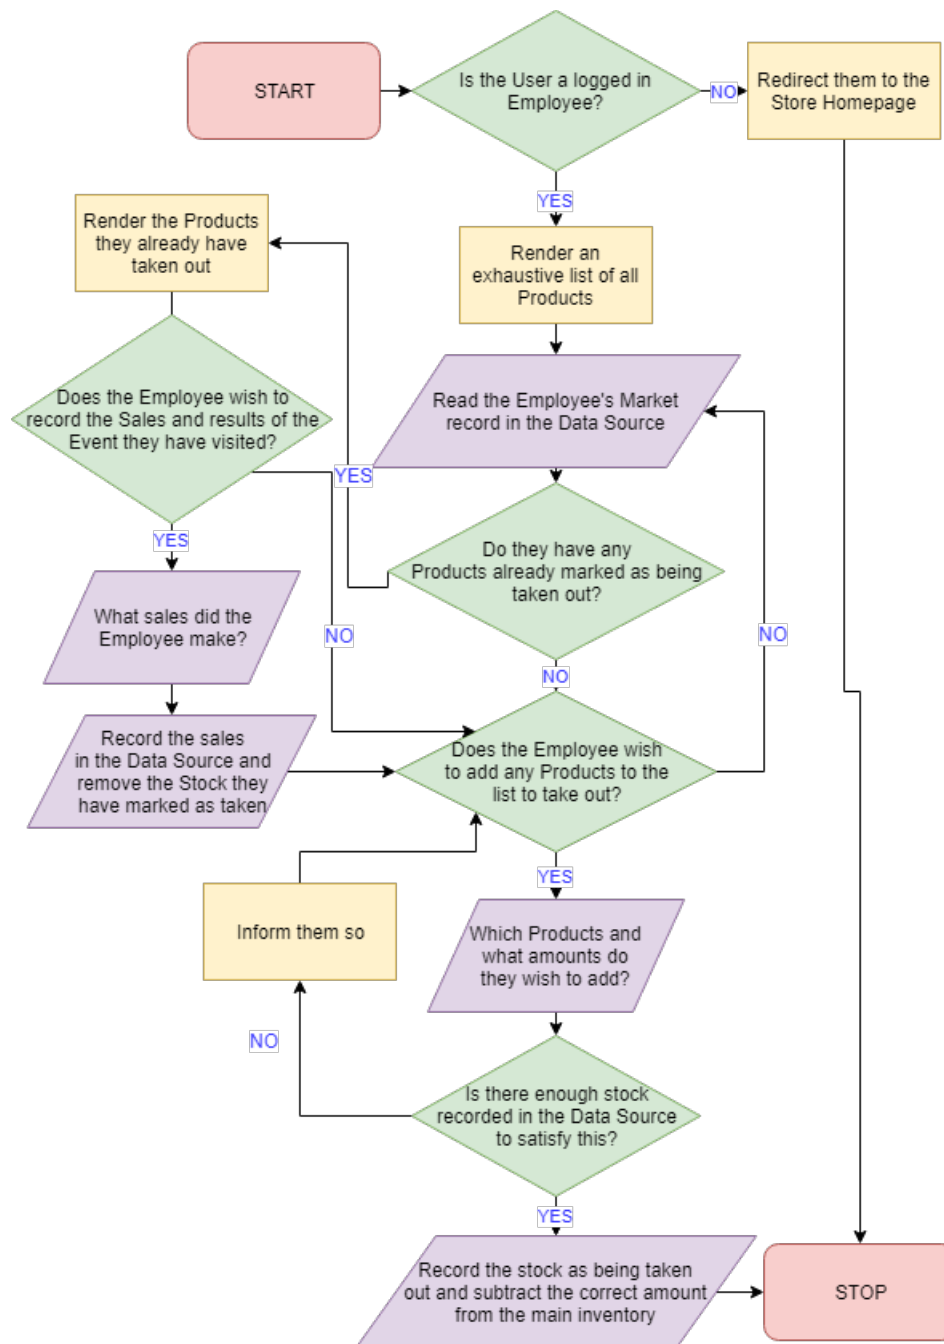 START
Is the User a logged in
Employee?
NO
Redirect them to the
Store Homepage
YES
Render the Products
they already have
taken out
Render an
exhaustive list of all
Products
Does the Employee wish to
record the Sales and results of the
Event they have visited?
Read the Employee's Market
record in the Data Source
YES
YES
Do they have any
Products already marked as being
taken out?
What sales did the
Employee make?
NO
NO
NO
Record the sales
in the Data Source and
remove the Stock they
have marked as taken
Does the Employee wish
to add any Products to the
list to take out?
YES
Inform them so
Which Products and
what amounts do
they wish to add?
NO
Is there enough stock
recorded in the Data Source
to satisfy this?
YES
Record the stock as being taken
out and subtract the correct amount
from the main inventory
STOP